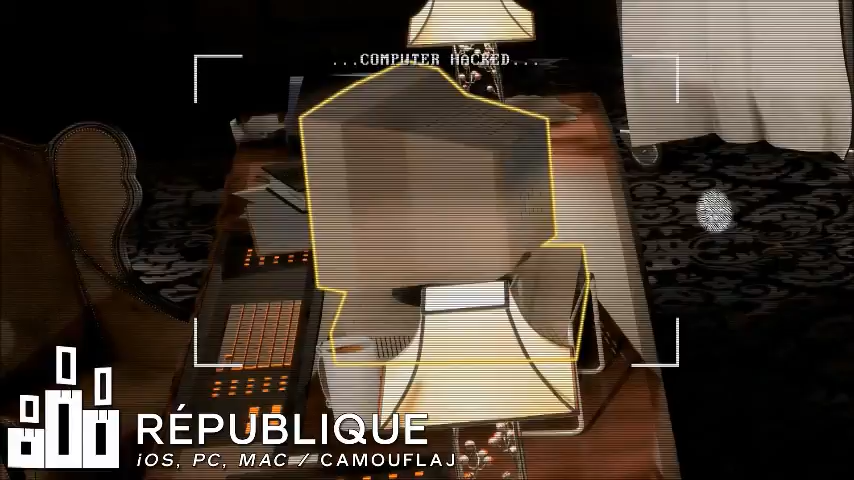 ...COMPUTER HACKED...
RÉPUBLIQUE
iOS, PC, MAC / CAMOUFLAJ